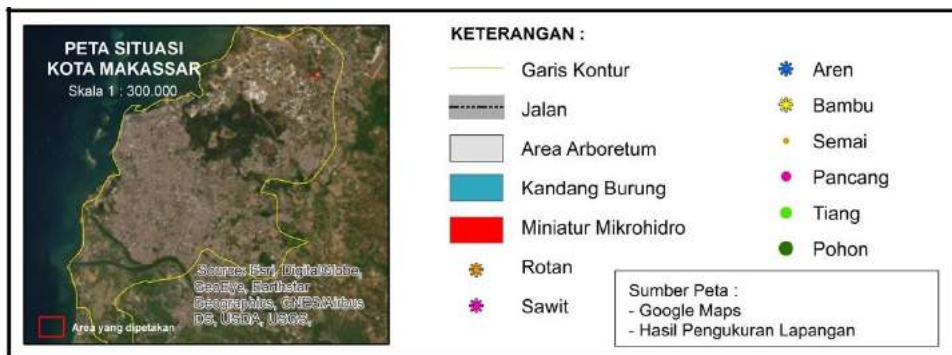 PETA SITUASI
KOTA MAKASSAR
Skala 1 : 300.000
Source: Esri, DigitalGlobe,
GeoEye, Earthstar
Geographics, CNES/Airbus
DS, USDA, USGS,
Area yang dipetakan
KETERANGAN :
Garis Kontur
Jalan
Area Arboretum
Kandang Burung
Miniatur Mikrohidro
Rotan
Sawit
Aren
Bambu
Semai
Pancang
Tiang
Pohon
Sumber Peta :
- Google Maps
- Hasil Pengukuran Lapangan